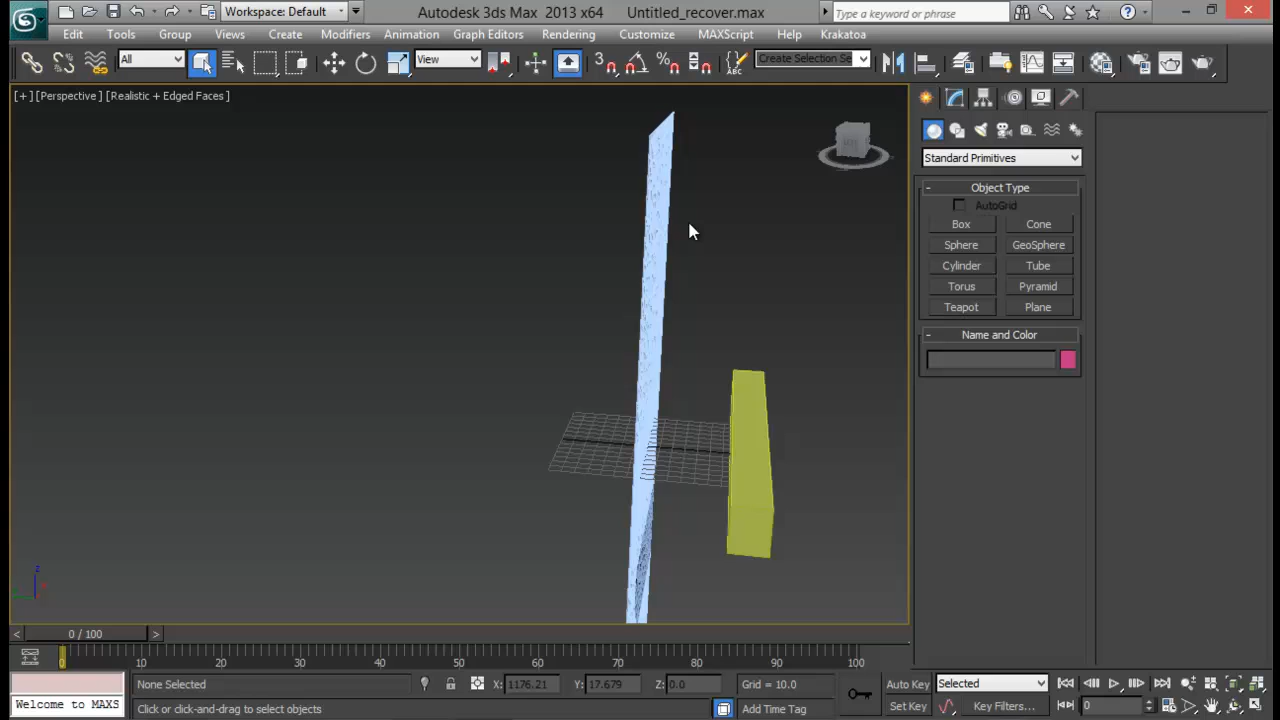 Workspace: Default
Autodesk 3ds Max 2013 x64 Untitled_recover.max
Type a keyword or phrase
Edit Tools Group Views Create Modifiers Animation Graph Editors Rendering Customize MAXScript Help Krakatoa
All
View
3
Create Selection Se
[+] [Perspective ] [Realistic + Edged Faces ]
Standard Primitives
- Object Type
AutoGrid
Box Cone
Sphere GeoSphere
Cylinder Tube
Torus Pyramid
Teapot Plane
- Name and Color
z
< 0 / 100 >
0 10 20 30 40 50 60 70 80 90 100
None Selected X: 1176.21 Y: 17.679 Z: 0.0 Grid = 10.0 Auto Key Selected
Welcome to MAXS Click or click-and-drag to select objects Add Time Tag Set Key Key Filters... 0